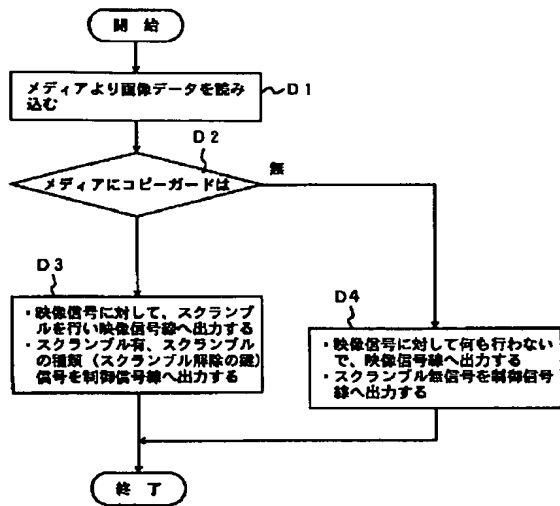 開 始
メディアより画像データを読み
込む
D1
D2
メディアにコピーガードは
無
D3
・映像信号に対して、スクランブ
ルを行い映像信号線へ出力する
・スクランブル有、スクランブル
の種類（スクランブル解除の鍵）
信号を制御信号線へ出力する
D4
・映像信号に対して何も行わない
で、映像信号線へ出力する
・スクランブル無信号を制御信号
線へ出力する
終 了